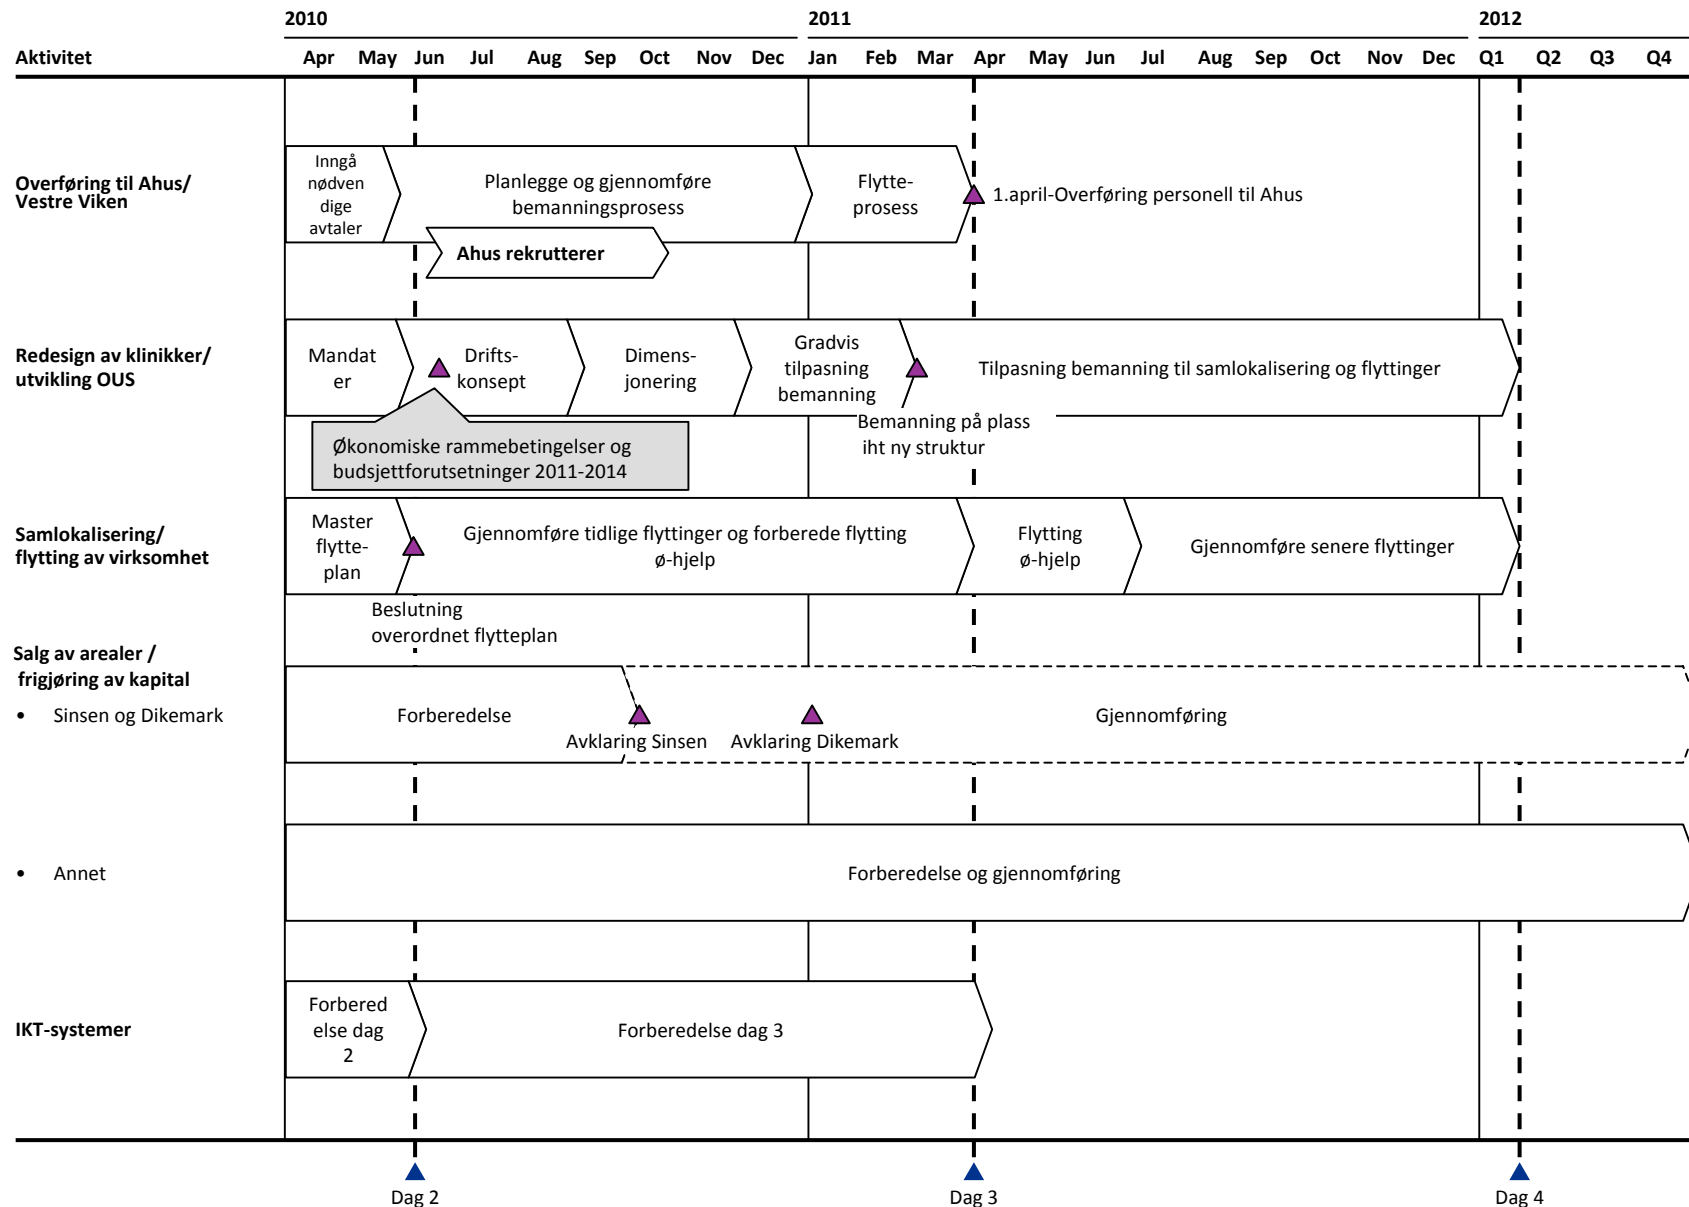 2010 2011 2012
Aktivitet Apr May Jun Jul Aug Sep Oct Nov Dec Jan Feb Mar Apr May Jun Jul Aug Sep Oct Nov Dec Q1 Q2 Q3 Q4
Overføring til Ahus/
Vestre Viken
Inngå
nødven
dige
avtaler
Planlegge og gjennomføre
bemanningsprosess
Flytte-
prosess
1.april-Overføring personell til Ahus
Ahus rekrutterer
Redesign av klinikker/
utvikling OUS
Mandat
er
Drifts-
konsept
Dimens-
jonering
Gradvis
tilpasning
bemanning
Tilpasning bemanning til samlokalisering og flyttinger
Bemanning på plass
iht ny struktur
Økonomiske rammebetingelser og
budsjettforutsetninger 2011-2014
Samlokalisering/
flytting av virksomhet
Master
flytte-
plan
Gjennomføre tidlige flyttinger og forberede flytting
ø-hjelp
Flytting
ø-hjelp
Gjennomføre senere flyttinger
Beslutning
overordnet flytteplan
Salg av arealer /
frigjøring av kapital
• Sinsen og Dikemark
Forberedelse
Avklaring Sinsen
Avklaring Dikemark
Gjennomføring
• Annet
Forberedelse og gjennomføring
IKT-systemer
Forbered
else dag
2
Forberedelse dag 3
Dag 2 Dag 3 Dag 4